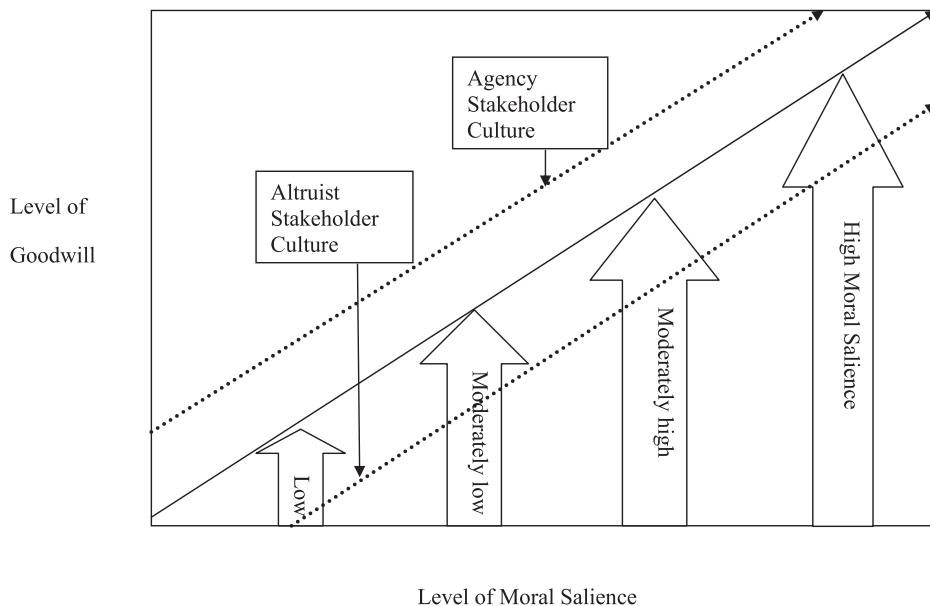 Agency
Stakeholder
Culture
Altruist
Stakeholder
Culture
Level of
Goodwill
Low
Moderately low
Moderately high
High Moral Salience
Level of Moral Salience